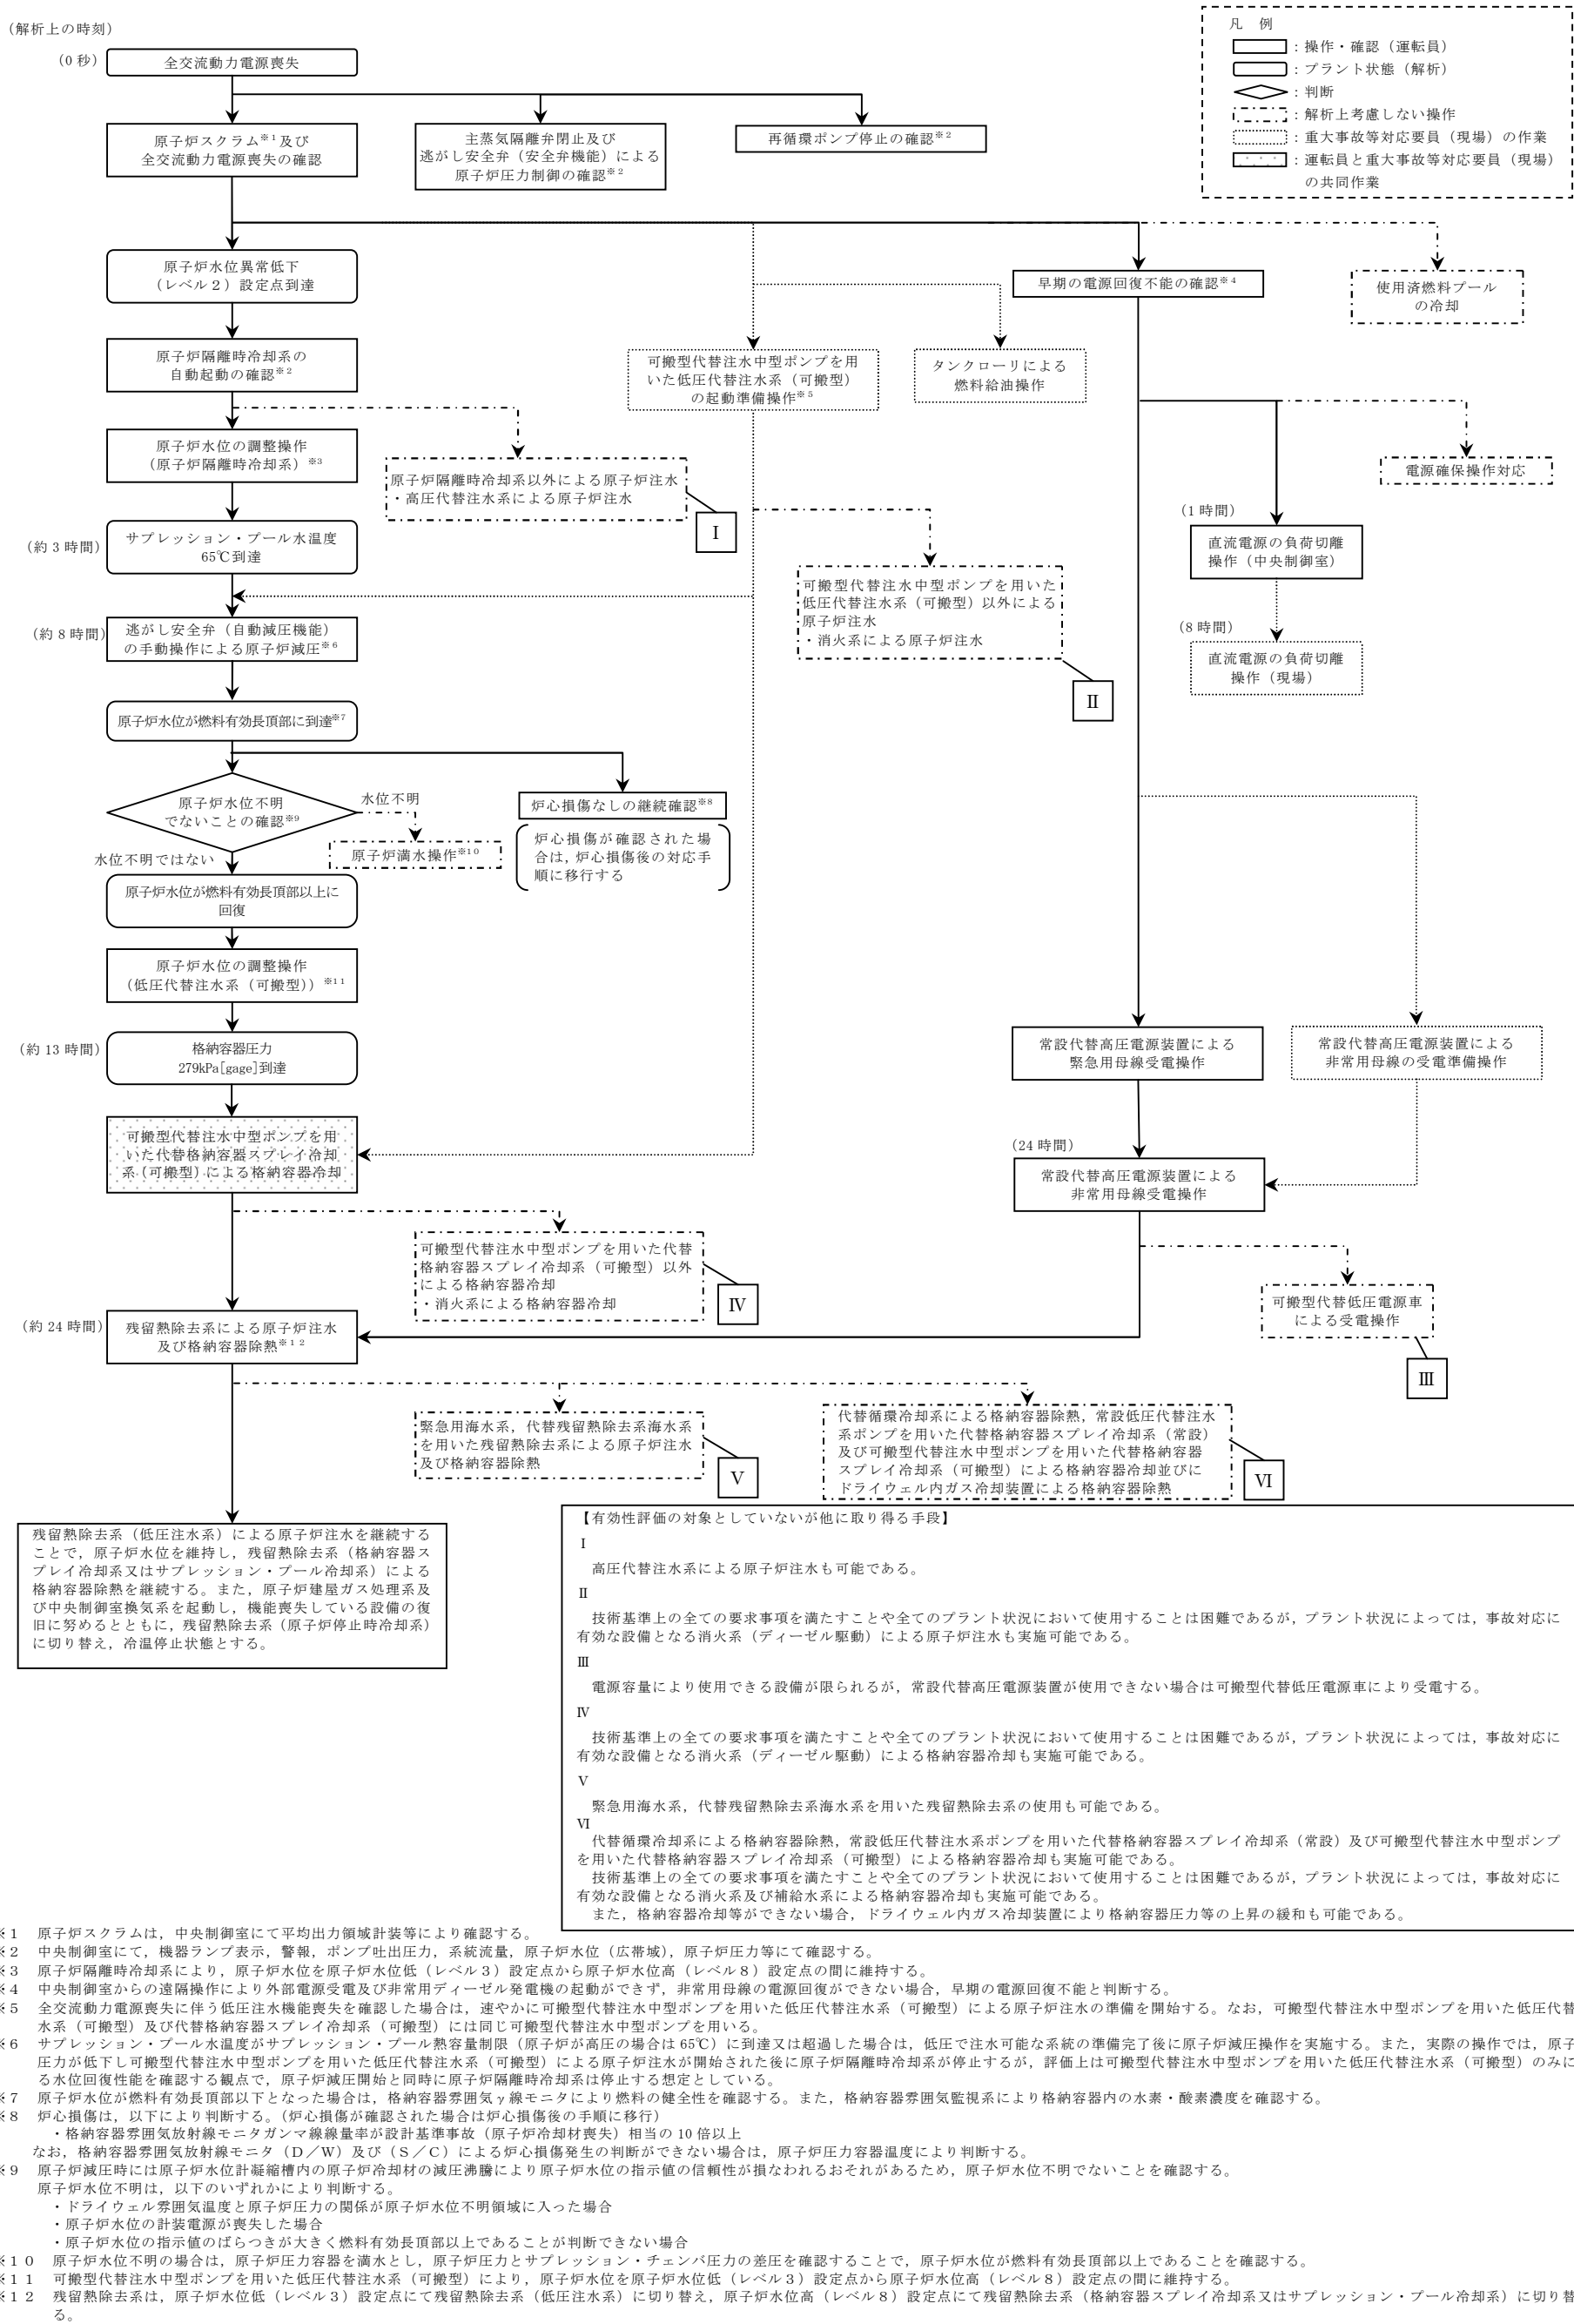 (解析上の時刻)
(0 秒)
全交流動力電源喪失
凡　例
：操作・確認（運転員）
：プラント状態（解析）
：判断
：解析上考慮しない操作
：重大事故等対応要員（現場）の作業
：運転員と重大事故等対応要員（現場）
の共同作業
原子炉スクラム※１及び
全交流動力電源喪失の確認
主蒸気隔離弁閉止及び
逃がし安全弁（安全弁機能）による
原子炉圧力制御の確認※２
再循環ポンプ停止の確認※２
原子炉水位異常低下
（レベル２）設定点到達
早期の電源回復不能の確認※４
使用済燃料プール
の冷却
原子炉隔離時冷却系の
自動起動の確認※２
可搬型代替注水中型ポンプを用
いた低圧代替注水系（可搬型）
の起動準備操作※５
タンクローリによる
燃料給油操作
原子炉水位の調整操作
（原子炉隔離時冷却系）※3
原子炉隔離時冷却系以外による原子炉注水
・高圧代替注水系による原子炉注水
Ⅰ
電源確保操作対応
(1 時間)
直流電源の負荷切離
操作（中央制御室）
(約 3 時間)
サプレッション・プール水温度
65℃到達
可搬型代替注水中型ポンプを用いた
低圧代替注水系（可搬型）以外による
原子炉注水
・消火系による原子炉注水
Ⅱ
(約 8 時間)
逃がし安全弁（自動減圧機能）
の手動操作による原子炉減圧※６
(8 時間)
直流電源の負荷切離
操作（現場）
原子炉水位が燃料有効長頂部に到達※7
原子炉水位不明
でないことの確認※9
水位不明
炉心損傷なしの継続確認※8
炉心損傷が確認された場
合は，炉心損傷後の対応手
順に移行する
原子炉満水操作※10
水位不明ではない
原子炉水位が燃料有効長頂部以上に
回復
原子炉水位の調整操作
（低圧代替注水系（可搬型））※11
(約 13 時間)
格納容器圧力
279kPa[gage]到達
常設代替高圧電源装置による
緊急用母線受電操作
常設代替高圧電源装置による
非常用母線の受電準備操作
可搬型代替注水中型ポンプを用
いた代替格納容器スプレイ冷却
系（可搬型）による格納容器冷却
(24 時間)
常設代替高圧電源装置による
非常用母線受電操作
可搬型代替注水中型ポンプを用いた代替
格納容器スプレイ冷却系（可搬型）以外
による格納容器冷却
・消火系による格納容器冷却
Ⅳ
可搬型代替低圧電源車
による受電操作
Ⅲ
(約 24 時間)
残留熱除去系による原子炉注水
及び格納容器除熱※１２
緊急用海水系，代替残留熱除去系海水系
を用いた残留熱除去系による原子炉注水
及び格納容器除熱
Ⅴ
代替循環冷却系による格納容器除熱，常設低圧代替注水
系ポンプを用いた代替格納容器スプレイ冷却系（常設）
及び可搬型代替注水中型ポンプを用いた代替格納容器
スプレイ冷却系（可搬型）による格納容器冷却並びに
ドライウェル内ガス冷却装置による格納容器除熱
Ⅵ
残留熱除去系（低圧注水系）による原子炉注水を継続する
ことで，原子炉水位を維持し，残留熱除去系（格納容器ス
プレイ冷却系又はサプレッション・プール冷却系）による
格納容器除熱を継続する。また，原子炉建屋ガス処理系及
び中央制御室換気系を起動し，機能喪失している設備の復
旧に努めるとともに，残留熱除去系（原子炉停止時冷却系）
に切り替え，冷温停止状態とする。
【有効性評価の対象としていないが他に取り得る手段】
Ⅰ
高圧代替注水系による原子炉注水も可能である。
Ⅱ
技術基準上の全ての要求事項を満たすことや全てのプラント状況において使用することは困難であるが，プラント状況によっては，事故対応に
有効な設備となる消火系（ディーゼル駆動）による原子炉注水も実施可能である。
Ⅲ
電源容量により使用できる設備が限られるが，常設代替高圧電源装置が使用できない場合は可搬型代替低圧電源車により受電する。
Ⅳ
技術基準上の全ての要求事項を満たすことや全てのプラント状況において使用することは困難であるが，プラント状況によっては，事故対応に
有効な設備となる消火系（ディーゼル駆動）による格納容器冷却も実施可能である。
Ⅴ
緊急用海水系，代替残留熱除去系海水系を用いた残留熱除去系の使用も可能である。
Ⅵ
代替循環冷却系による格納容器除熱，常設低圧代替注水系ポンプを用いた代替格納容器スプレイ冷却系（常設）及び可搬型代替注水中型ポンプ
を用いた代替格納容器スプレイ冷却系（可搬型）による格納容器冷却も実施可能である。
技術基準上の全ての要求事項を満たすことや全てのプラント状況において使用することは困難であるが，プラント状況によっては，事故対応に
有効な設備となる消火系及び補給水系による格納容器冷却も実施可能である。
また，格納容器冷却等ができない場合，ドライウェル内ガス冷却装置により格納容器圧力等の上昇の緩和も可能である。
※１　原子炉スクラムは，中央制御室にて平均出力領域計装等により確認する。
※２　中央制御室にて，機器ランプ表示，警報，ポンプ吐出圧力，系統流量，原子炉水位（広帯域），原子炉圧力等にて確認する。
※３　原子炉隔離時冷却系により，原子炉水位を原子炉水位低（レベル３）設定点から原子炉水位高（レベル８）設定点の間に維持する。
※４　中央制御室からの遠隔操作により外部電源受電及び非常用ディーゼル発電機の起動ができず，非常用母線の電源回復ができない場合，早期の電源回復不能と判断する。
※５　全交流動力電源喪失に伴う低圧注水機能喪失を確認した場合は，速やかに可搬型代替注水中型ポンプを用いた低圧代替注水系（可搬型）による原子炉注水の準備を開始する。なお，可搬型代替注水中型ポンプを用いた低圧代替
水系（可搬型）及び代替格納容器スプレイ冷却系（可搬型）には同じ可搬型代替注水中型ポンプを用いる。
※６　サプレッション・プール水温度がサプレッション・プール熱容量制限（原子炉が高圧の場合は 65℃）に到達又は超過した場合は，低圧で注水可能な系統の準備完了後に原子炉減圧操作を実施する。また，実際の操作では，原子
圧力が低下し可搬型代替注水中型ポンプを用いた低圧代替注水系（可搬型）による原子炉注水が開始された後に原子炉隔離時冷却系が停止するが，評価上は可搬型代替注水中型ポンプを用いた低圧代替注水系（可搬型）のみに
る水位回復性能を確認する観点で，原子炉減圧開始と同時に原子炉隔離時冷却系は停止する想定としている。
※７　原子炉水位が燃料有効長頂部以下となった場合は，格納容器雰囲気γ線モニタにより燃料の健全性を確認する。また，格納容器雰囲気監視系により格納容器内の水素・酸素濃度を確認する。
※８　炉心損傷は，以下により判断する。（炉心損傷が確認された場合は炉心損傷後の手順に移行）
・格納容器雰囲気放射線モニタガンマ線線量率が設計基準事故（原子炉冷却材喪失）相当の 10 倍以上
なお，格納容器雰囲気放射線モニタ（Ｄ／Ｗ）及び（Ｓ／Ｃ）による炉心損傷発生の判断ができない場合は，原子炉圧力容器温度により判断する。
※９　原子炉減圧時には原子炉水位計凝縮槽内の原子炉冷却材の減圧沸騰により原子炉水位の指示値の信頼性が損なわれるおそれがあるため，原子炉水位不明でないことを確認する。
原子炉水位不明は，以下のいずれかにより判断する。
・ドライウェル雰囲気温度と原子炉圧力の関係が原子炉水位不明領域に入った場合
・原子炉水位の計装電源が喪失した場合
・原子炉水位の指示値のばらつきが大きく燃料有効長頂部以上であることが判断できない場合
※１０　原子炉水位不明の場合は，原子炉圧力容器を満水とし，原子炉圧力とサプレッション・チェンバ圧力の差圧を確認することで，原子炉水位が燃料有効長頂部以上であることを確認する。
※１１　可搬型代替注水中型ポンプを用いた低圧代替注水系（可搬型）により，原子炉水位を原子炉水位低（レベル３）設定点から原子炉水位高（レベル８）設定点の間に維持する。
※１２　残留熱除去系は，原子炉水位低（レベル３）設定点にて残留熱除去系（低圧注水系）に切り替え，原子炉水位高（レベル８）設定点にて残留熱除去系（格納容器スプレイ冷却系又はサプレッション・プール冷却系）に切り替
る。